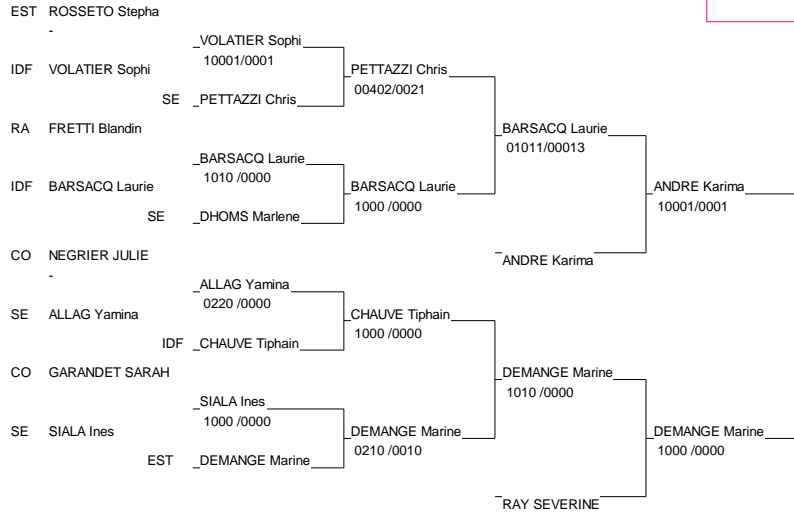 EST ROSSETO Stepha
-
_VOLATIER Sophi
10001/0001
IDF VOLATIER Sophi
PETTAZZI Chris
00402/0021
SE _PETTAZZI Chris
RA FRETTI Blandin
BARSACQ Laurie
01011/00013
_BARSACQ Laurie
1010 /0000
IDF BARSACQ Laurie
BARSACQ Laurie
1000 /0000
ANDRE Karima
10001/0001
SE _DHOMS Marlene
CO NEGRIER JULIE
-
ANDRE Karima
_ALLAG Yamina
0220 /0000
SE ALLAG Yamina
CHAUVE Tiphain
1000 /0000
IDF _CHAUVE Tiphain
CO GARANDET SARAH
DEMANGE Marine
1010 /0000
_SIALA Ines
1000 /0000
SE SIALA Ines
DEMANGE Marine
0210 /0010
_DEMANGE Marine
1000 /0000
EST _DEMANGE Marine
RAY SEVERINE